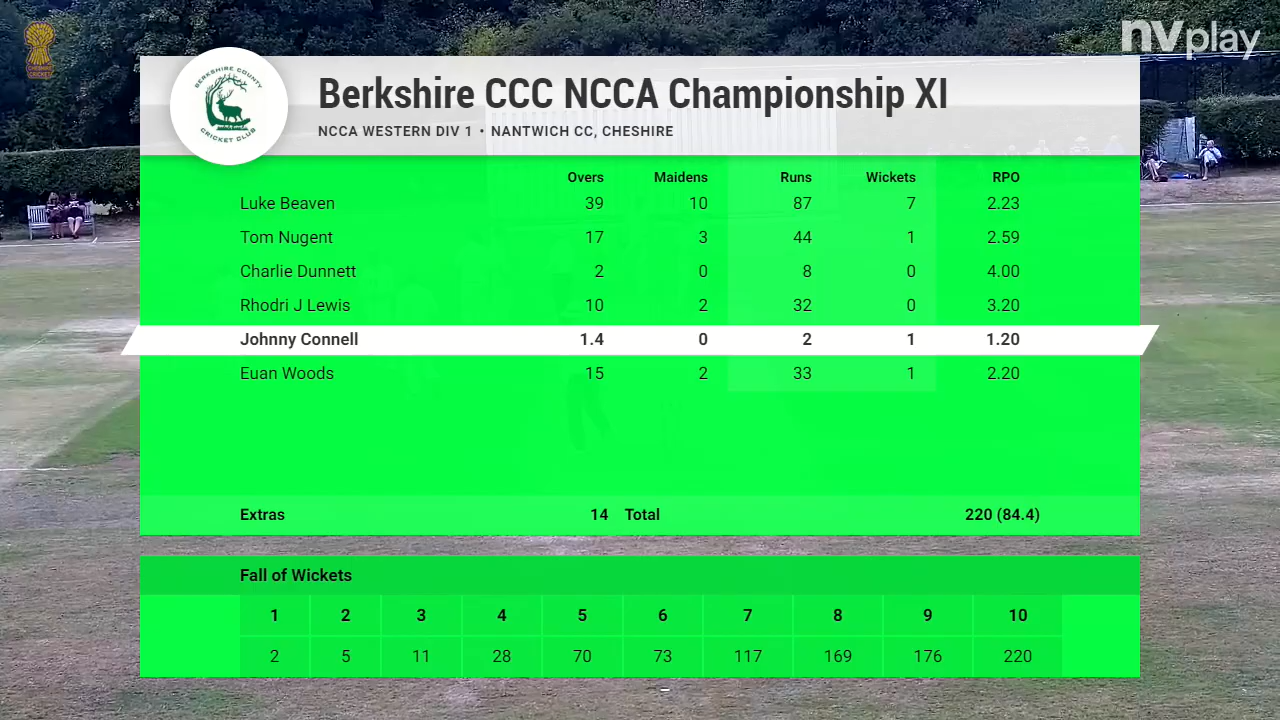 CHESHIRE
CRICKET
nvplay
BERKSHIRE COUNTY
CRICKET CLUB
Berkshire CCC NCCA Championship XI
NCCA WESTERN DIV 1 • NANTWICH CC, CHESHIRE
Overs Maidens Runs Wickets RPO
Luke Beaven 39 10 87 7 2.23
Tom Nugent 17 3 44 1 2.59
Charlie Dunnett 2 0 8 0 4.00
Rhodri J Lewis 10 2 32 0 3.20
Johnny Connell 1.4 0 2 1 1.20
Euan Woods 15 2 33 1 2.20
Extras 14 Total 220 (84.4)
Fall of Wickets
1 2 3 4 5 6 7 8 9 10
2 5 11 28 70 73 117 169 176 220